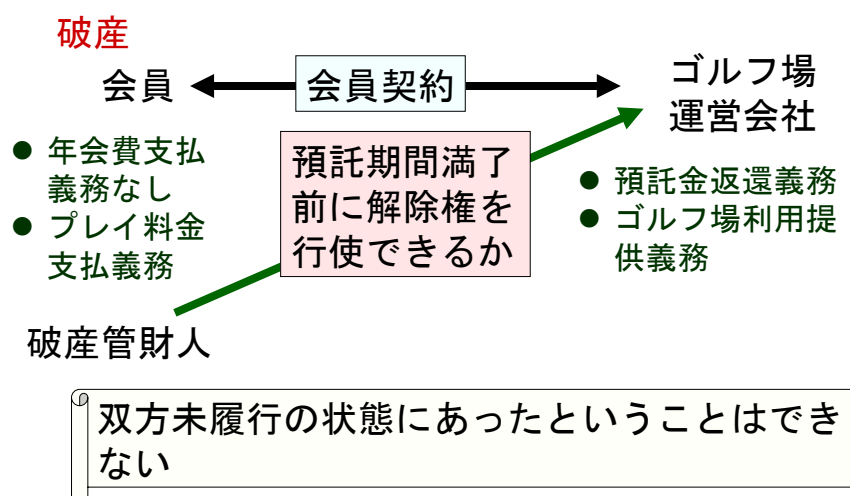 破産
会員
会員契約
ゴルフ場
運営会社
● 年会費支払
義務なし
● プレイ料金
支払義務
預託期間満了
前に解除権を
行使できるか
● 預託金返還義務
● ゴルフ場利用提
供義務
破産管財人
双方未履行の状態にあったということはでき
ない